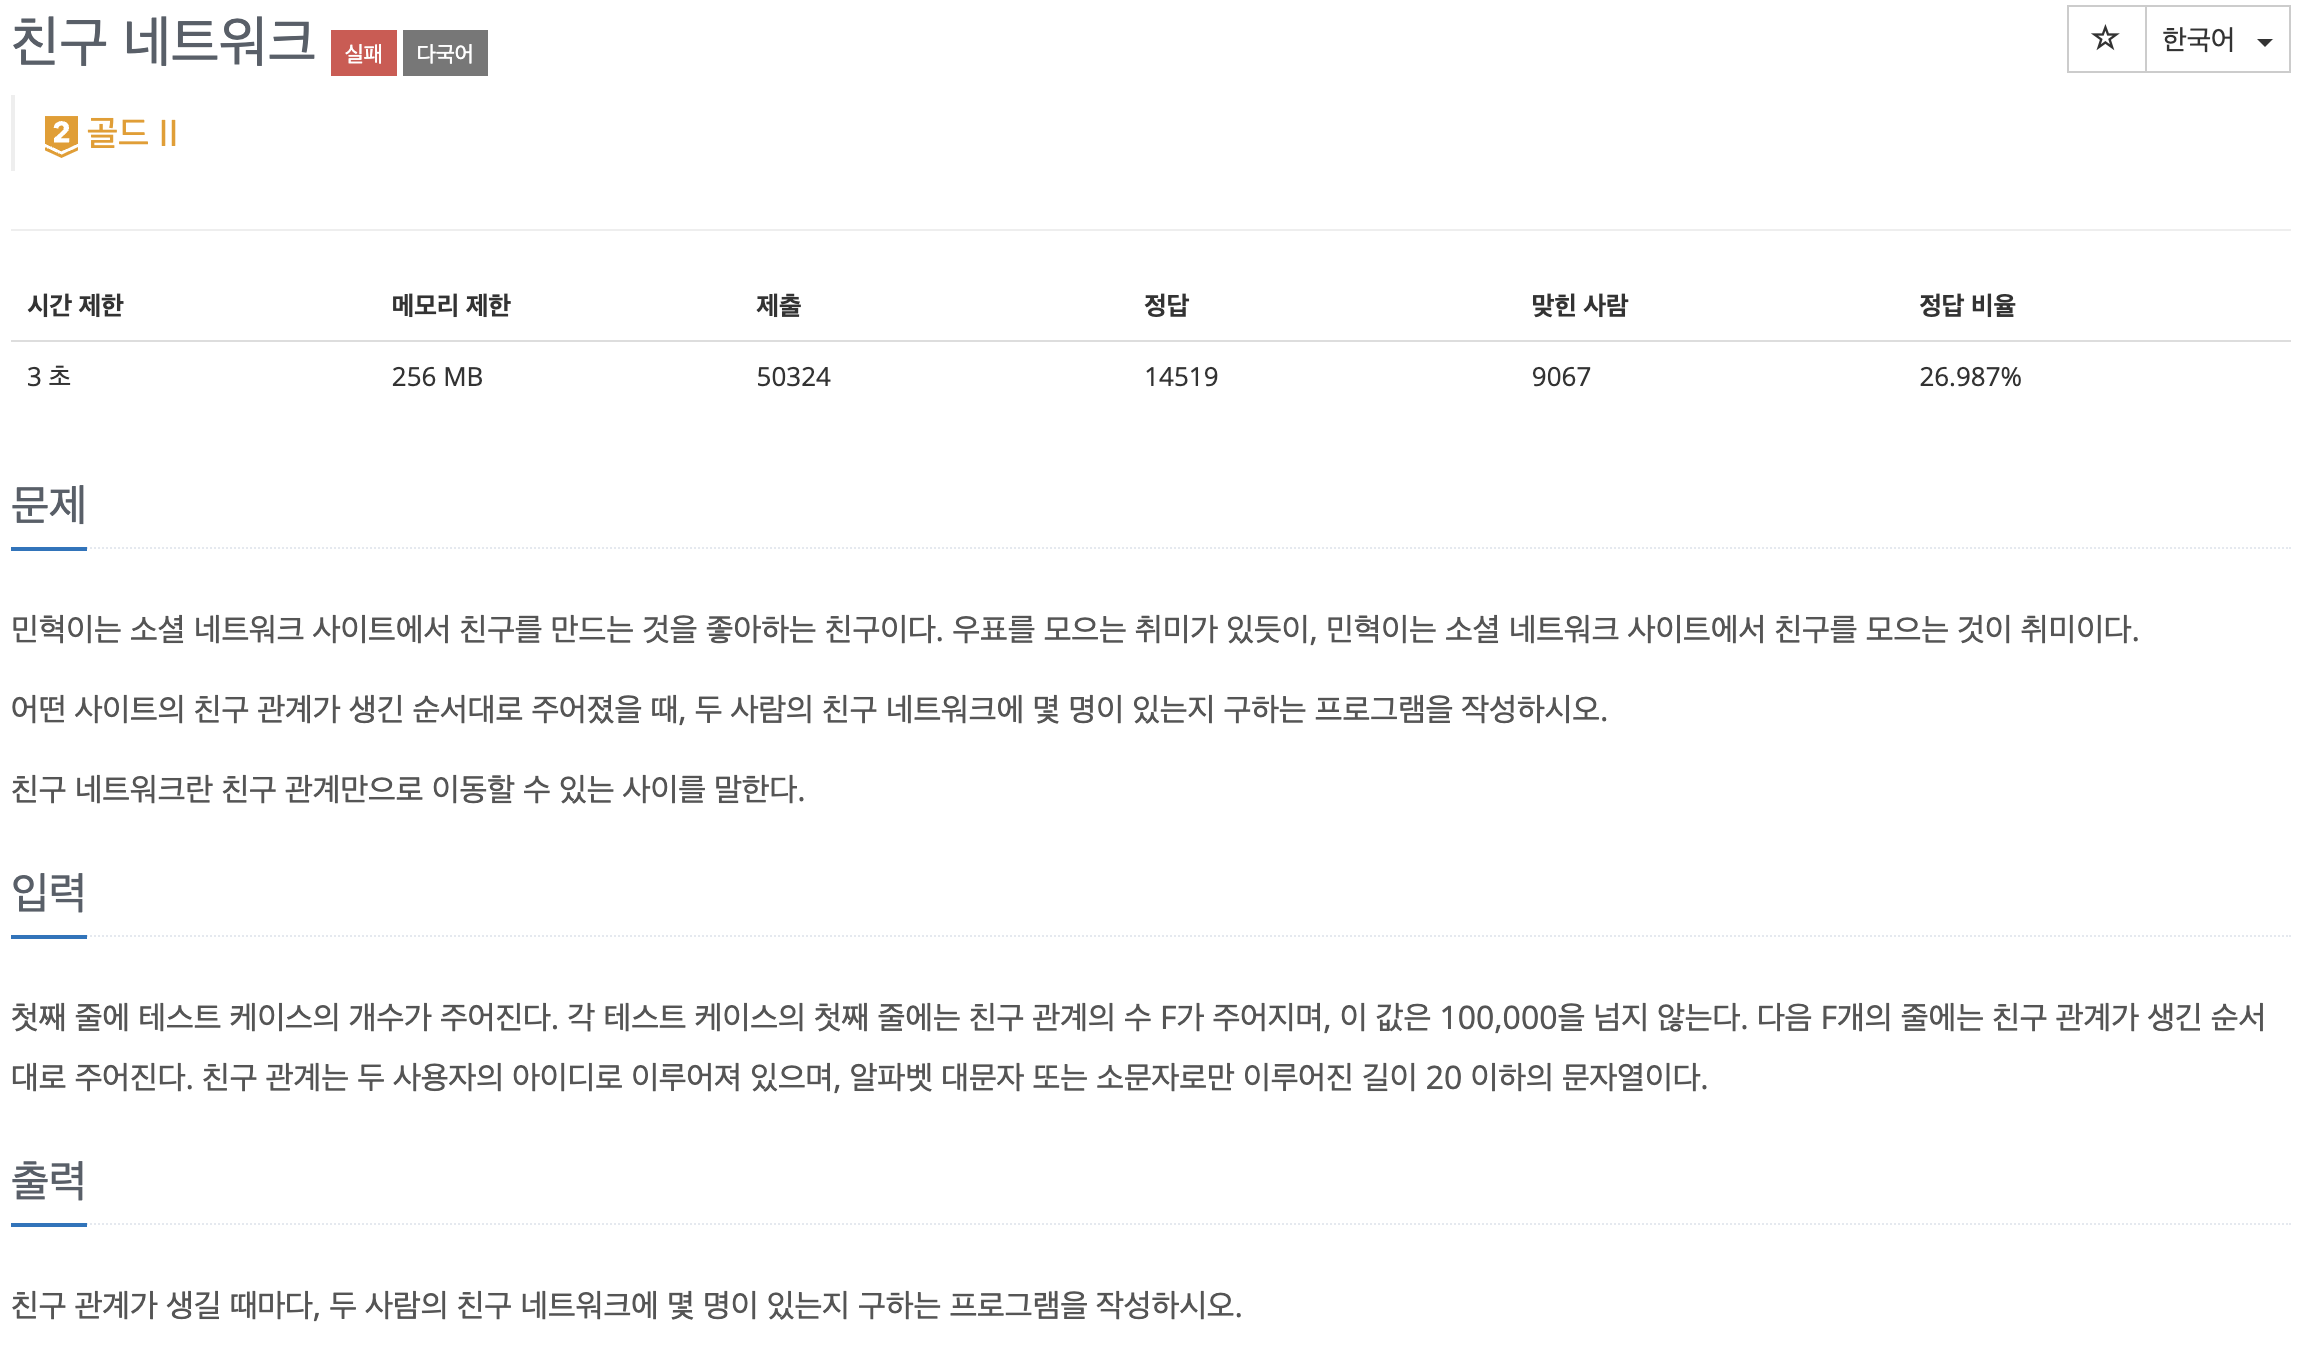 친구 네트워크 실패 다국어
☆ 한국어
2 골드 II
시간 제한 메모리 제한 제출 정답 맞힌 사람 정답 비율
3 초 256 MB 50324 14519 9067 26.987%
문제
민혁이는 소셜 네트워크 사이트에서 친구를 만드는 것을 좋아하는 친구이다. 우표를 모으는 취미가 있듯이, 민혁이는 소셜 네트워크 사이트에서 친구를 모으는 것이 취미이다.
어떤 사이트의 친구 관계가 생긴 순서대로 주어졌을 때, 두 사람의 친구 네트워크에 몇 명이 있는지 구하는 프로그램을 작성하시오.
친구 네트워크란 친구 관계만으로 이동할 수 있는 사이를 말한다.
입력
첫째 줄에 테스트 케이스의 개수가 주어진다. 각 테스트 케이스의 첫째 줄에는 친구 관계의 수 F가 주어지며, 이 값은 100,000을 넘지 않는다. 다음 F개의 줄에는 친구 관계가 생긴 순서
대로 주어진다. 친구 관계는 두 사용자의 아이디로 이루어져 있으며, 알파벳 대문자 또는 소문자로만 이루어진 길이 20 이하의 문자열이다.
출력
친구 관계가 생길 때마다, 두 사람의 친구 네트워크에 몇 명이 있는지 구하는 프로그램을 작성하시오.